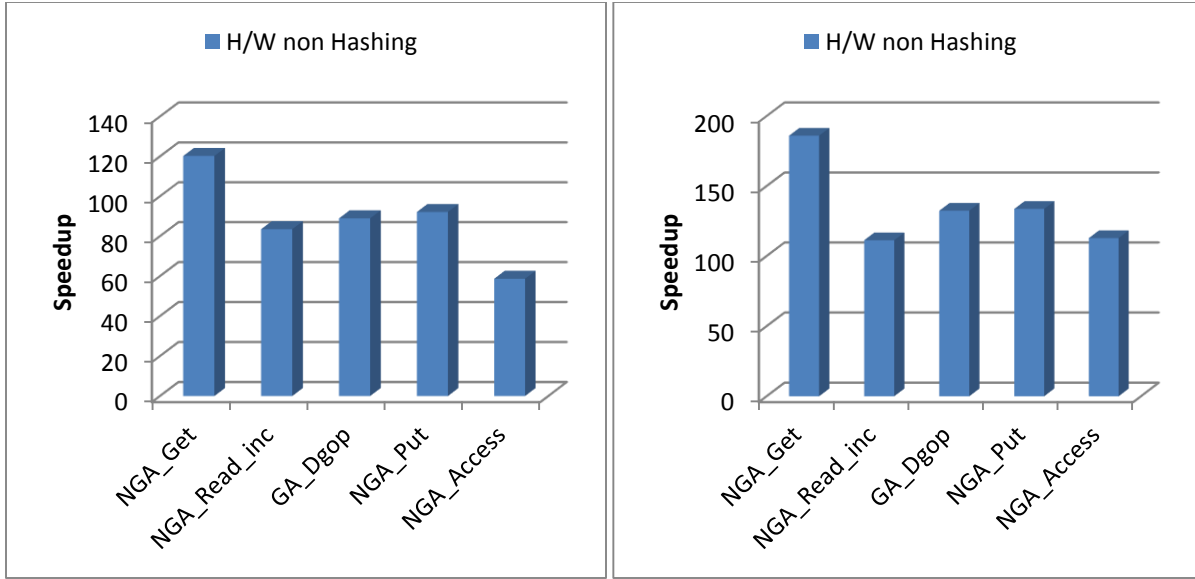 H/W non Hashing
Speedup
140
120
100
80
60
40
20
0
NGA_Get
NGA_Read_inc
GA_Dgop
NGA_Put
NGA_Access
H/W non Hashing
Speedup
200
150
100
50
0
NGA_Get
NGA_Read_inc
GA_Dgop
NGA_Put
NGA_Access